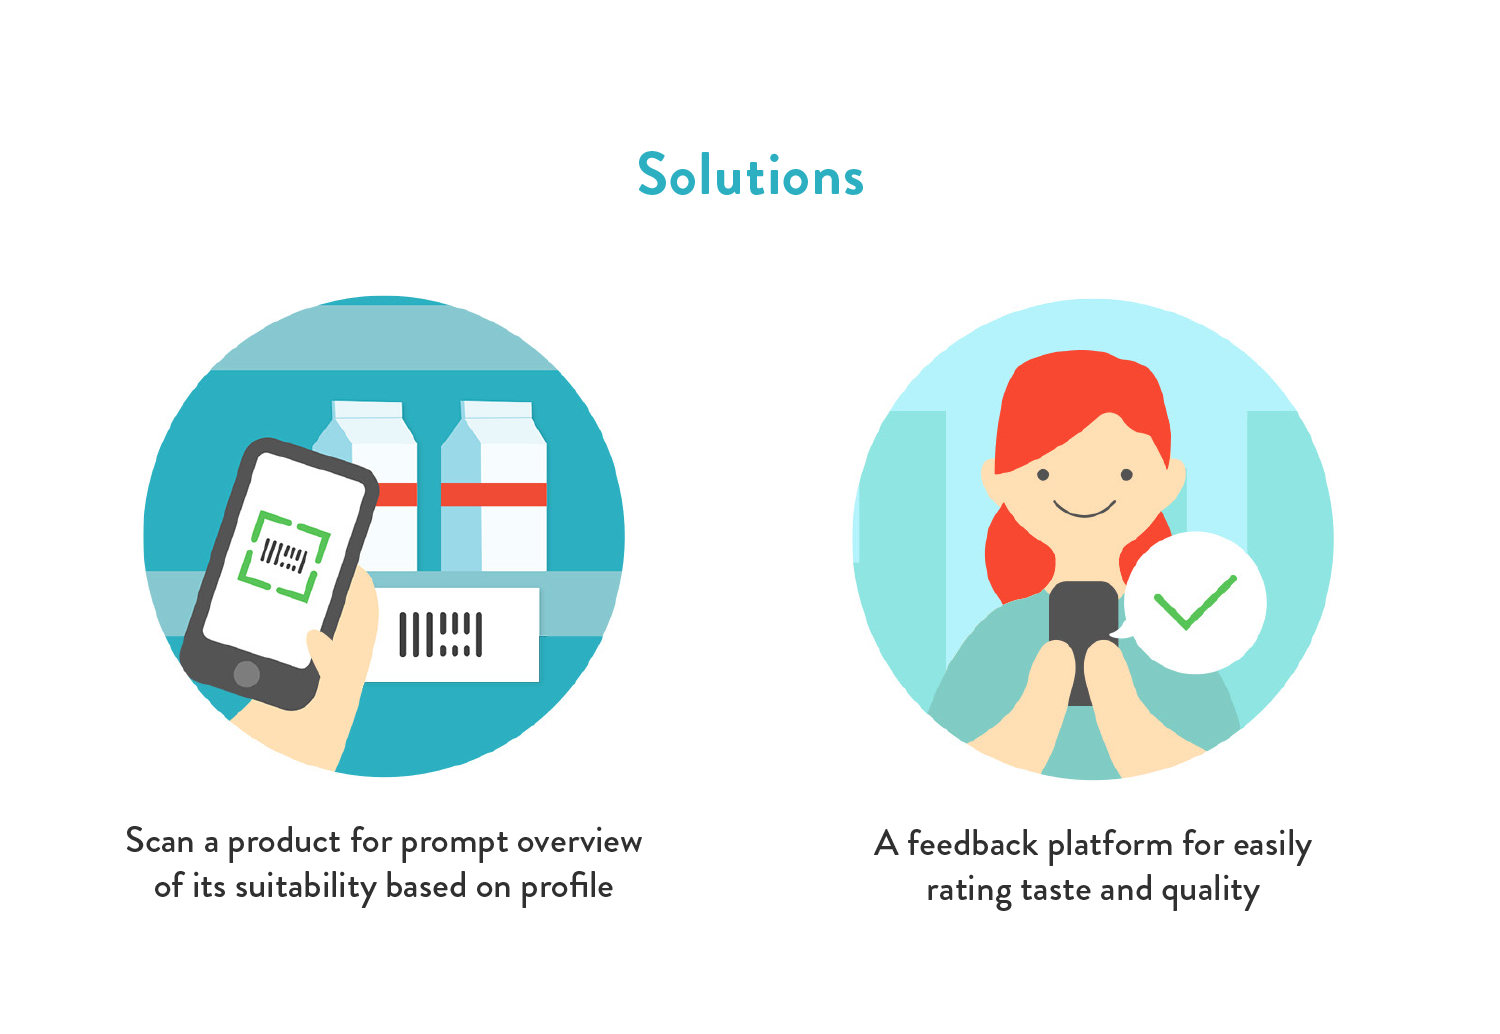 Solutions
Scan a product for prompt overview
of its suitability based on profile
A feedback platform for easily
rating taste and quality